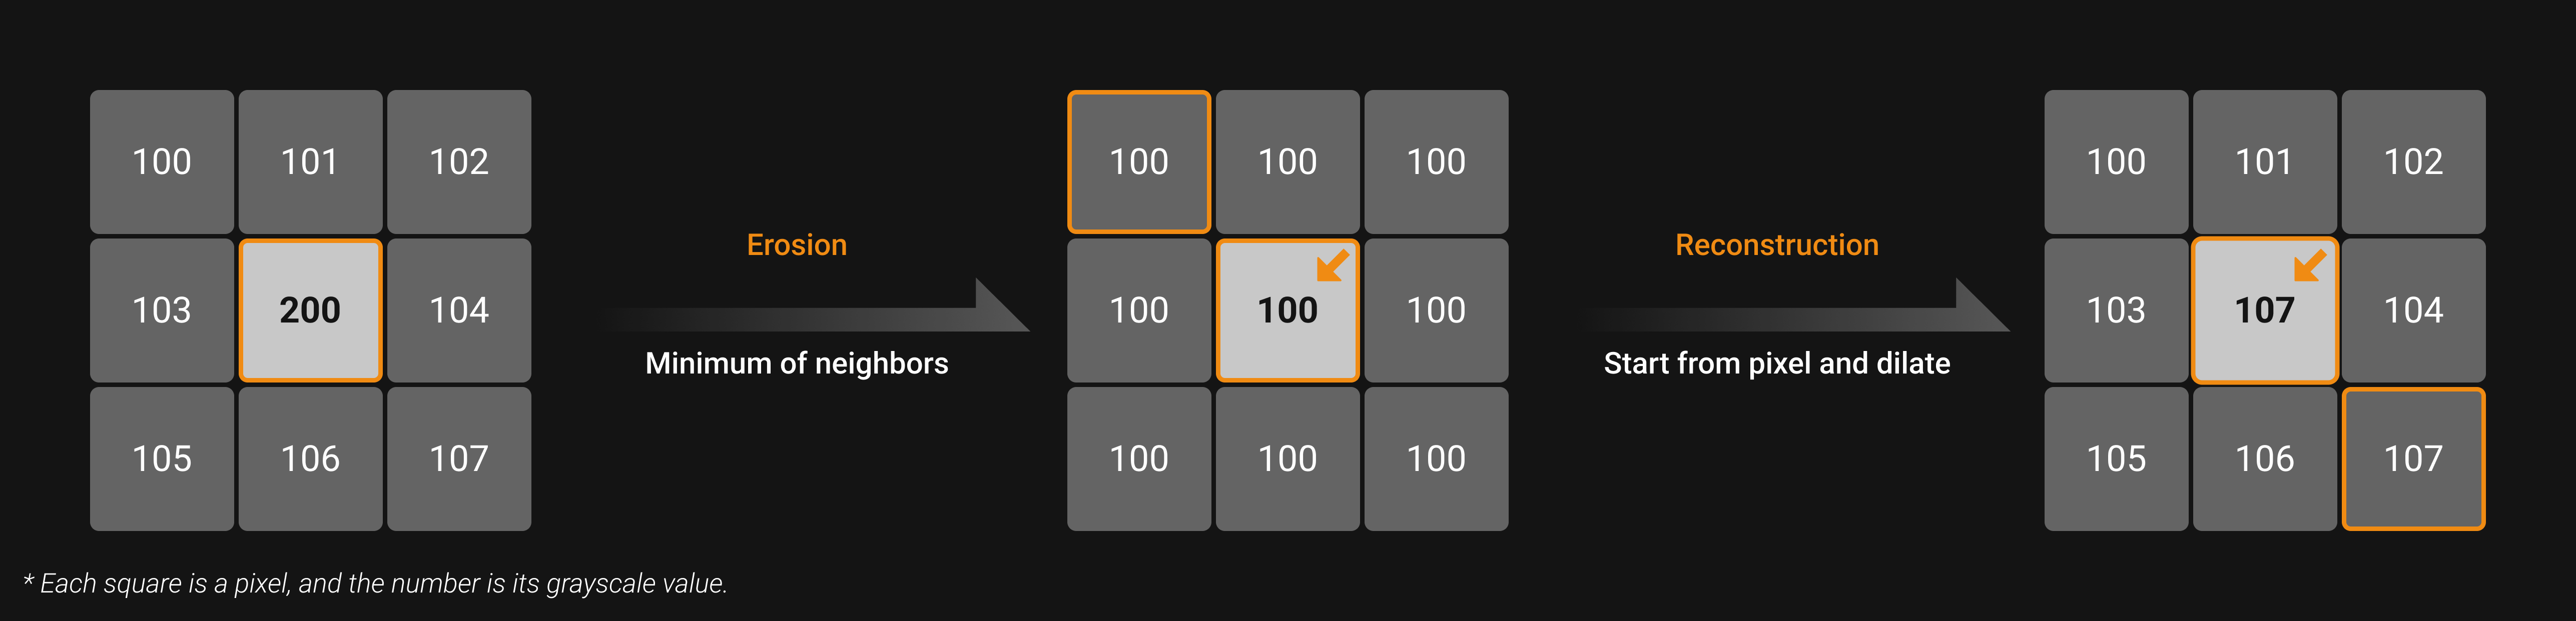 100 101 102
103 200 104
105 106 107
Erosion
Minimum of neighbors
100 100 100
100 100 100
100 100 100
Reconstruction
Start from pixel and dilate
100 101 102
103 107 104
105 106 107
* Each square is a pixel, and the number is its grayscale value.